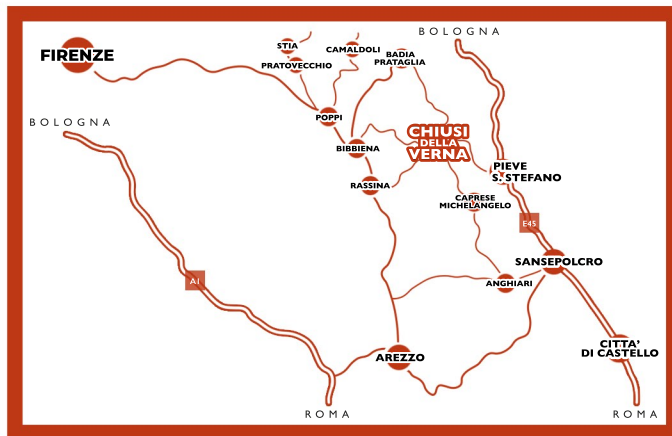 BOLOGNA
STIA
CAMALDOLI
FIRENZE
BADIA
PRATAGLIA
PRATOVECCHIO
POPPI
BOLOGNA
CHIUSI
DELLA
VERNA
BIBBIENA
PIEVE
S. STEFANO
RASSINA
CAPRESE
MICHELANGELO
E45
SANSEPOLCRO
A1
ANGHIARI
CITTA'
DI CASTELLO
AREZZO
ROMA
ROMA